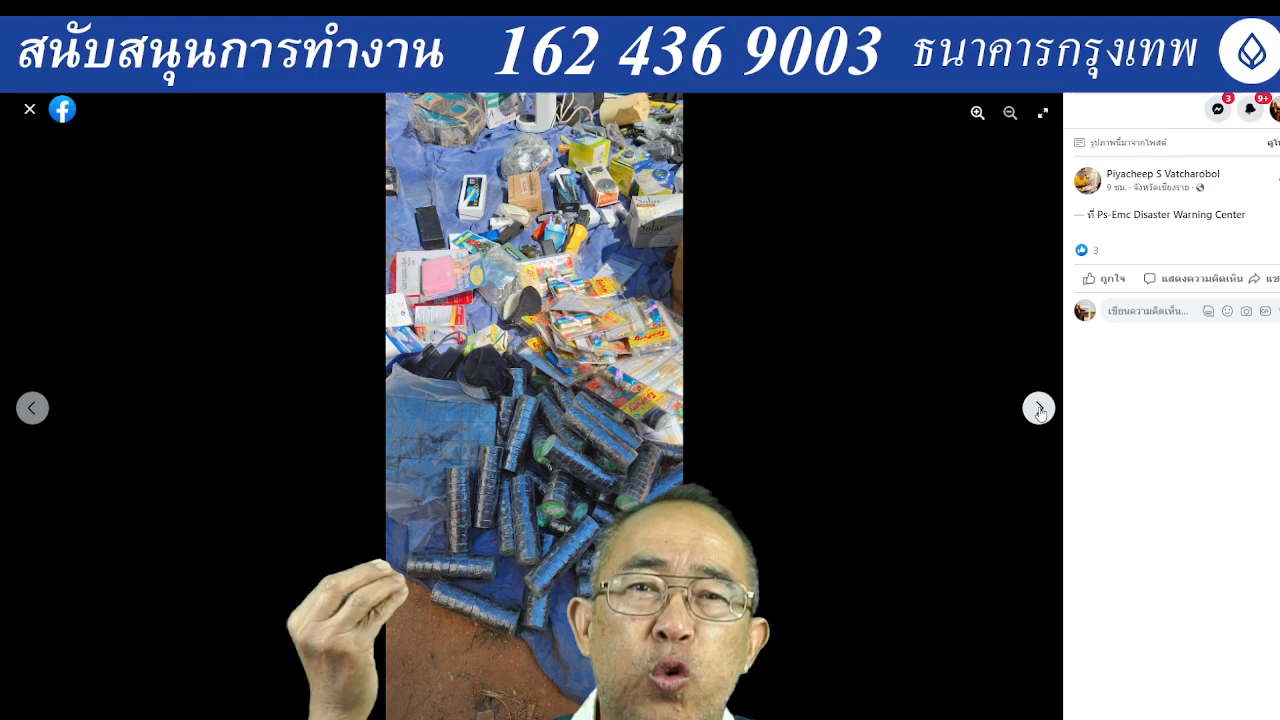 สนับสนุนการทำงาน 162 436 9003 ธนาคารกรุงเทพ
3
9+
รูปภาพนี้มาจากโพสต์
Piyacheep S Vatcharobol
9 ชม. · จังหวัดเชียงราย ·
— ที่ Ps-Emc Disaster Warning Center
3
ถูกใจ แสดงความคิดเห็น
เขียนความคิดเห็น...
GIF
Solar